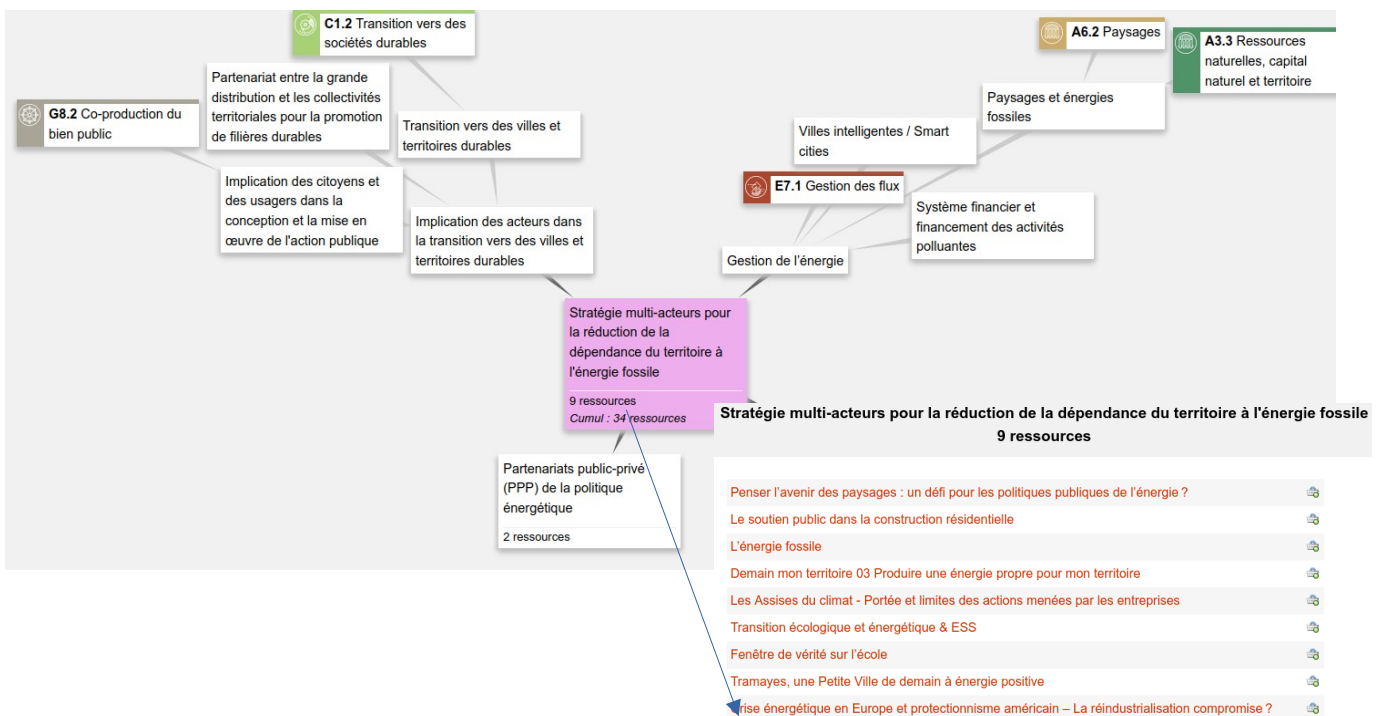 C1.2 Transition vers des
sociétés durables
A6.2 Paysages
A3.3 Ressources
naturelles, capital
naturel et territoire
Partenariat entre la grande
distribution et les collectivités
territoriales pour la promotion
de filières durables
G8.2 Co-production du
bien public
Transition vers des villes et
territoires durables
Paysages et énergies
fossiles
Villes intelligentes / Smart
cities
Implication des citoyens et
des usagers dans la
conception et la mise en
œuvre de l'action publique
E7.1 Gestion des flux
Implication des acteurs dans
la transition vers des villes et
territoires durables
Système financier et
financement des activités
polluantes
Gestion de l'énergie
Stratégie multi-acteurs pour
la réduction de la
dépendance du territoire à
l'énergie fossile
9 ressources
Cumul : 34 ressources
Partenariats public-privé
(PPP) de la politique
énergétique
2 ressources
Stratégie multi-acteurs pour la réduction de la dépendance du territoire à l'énergie fossile
9 ressources
Penser l'avenir des paysages : un défi pour les politiques publiques de l'énergie ?
Le soutien public dans la construction résidentielle
L'énergie fossile
Demain mon territoire 03 Produire une énergie propre pour mon territoire
Les Assises du climat - Portée et limites des actions menées par les entreprises
Transition écologique et énergétique & ESS
Fenêtre de vérité sur l'école
Tramayes, une Petite Ville de demain à énergie positive
Crise énergétique en Europe et protectionnisme américain – La réindustrialisation compromise ?